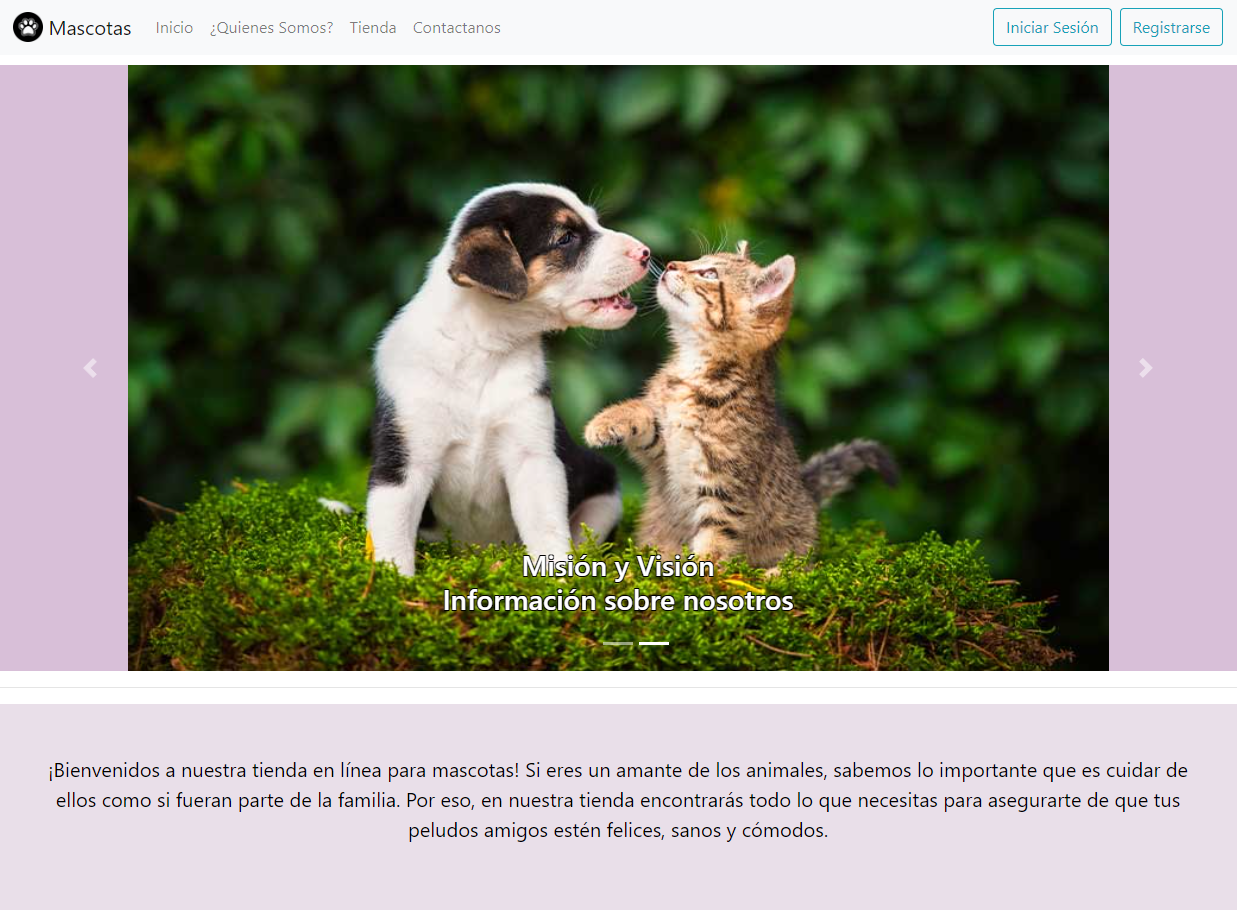 Mascotas
Inicio
¿Quienes Somos?
Tienda
Contactanos
Iniciar Sesión
Registrarse
Misión y Visión
Información sobre nosotros
¡Bienvenidos a nuestra tienda en línea para mascotas! Si eres un amante de los animales, sabemos lo importante que es cuidar de
ellos como si fueran parte de la familia. Por eso, en nuestra tienda encontrarás todo lo que necesitas para asegurarte de que tus
peludos amigos estén felices, sanos y cómodos.